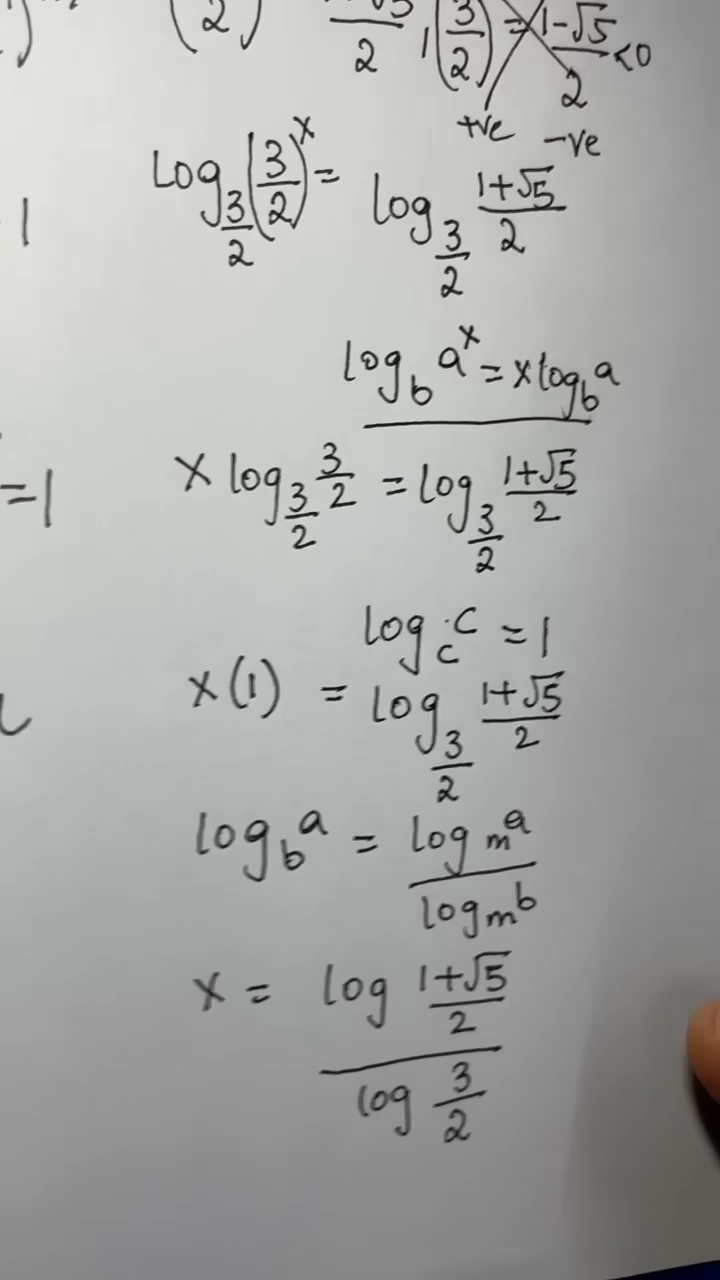 (2) 2 , (3/2) = 1-√5/2 <0
+ve -ve
log_{3/2} (3/2)^x = log_{3/2} 1+√5/2
1
log_b a^x = x log_b a
x log_{3/2} 3/2 = log_{3/2} 1+√5/2
=1
log_c c = 1
x(1) = log_{3/2} 1+√5/2
log_b a = log_m a / log_m b
x = log 1+√5/2 / log 3/2